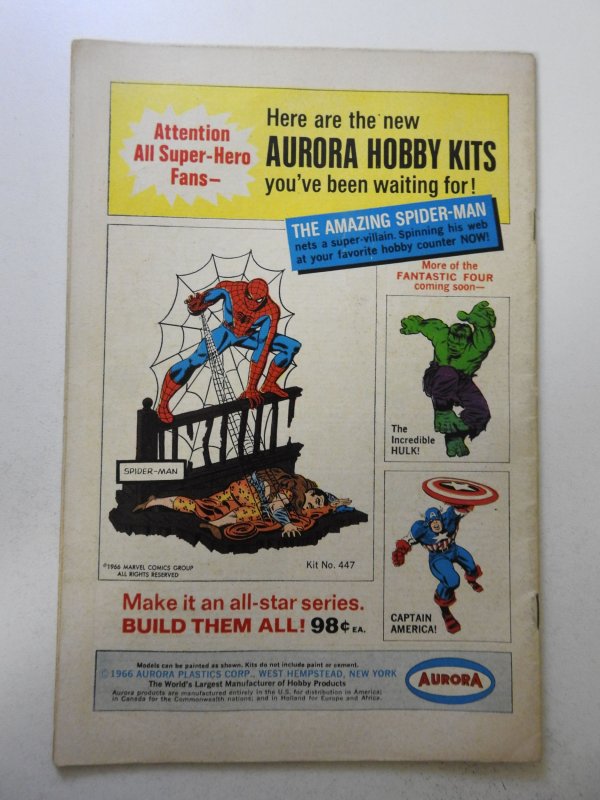 Attention
All Super-Hero
Fans—
Here are the new
AURORA HOBBY KITS
you've been waiting for!
THE AMAZING SPIDER-MAN
nets a super-villain. Spinning his web
at your favorite hobby counter NOW!
More of the
FANTASTIC FOUR
coming soon—
The
Incredible
HULK!
SPIDER-MAN
©1966 MARVEL COMICS GROUP
ALL RIGHTS RESERVED
Kit No. 447
CAPTAIN
AMERICA!
Make it an all-star series.
BUILD THEM ALL! 98¢ EA.
Models can be painted as shown. Kits do not include paint or cement.
©1966 AURORA PLASTICS CORP., WEST HEMPSTEAD, NEW YORK
The World's Largest Manufacturer of Hobby Products
Aurora products are manufactured entirely in the U.S. for distribution in America;
in Canada for the Commonwealth nations; and in Holland for Europe and Africa.
AURORA